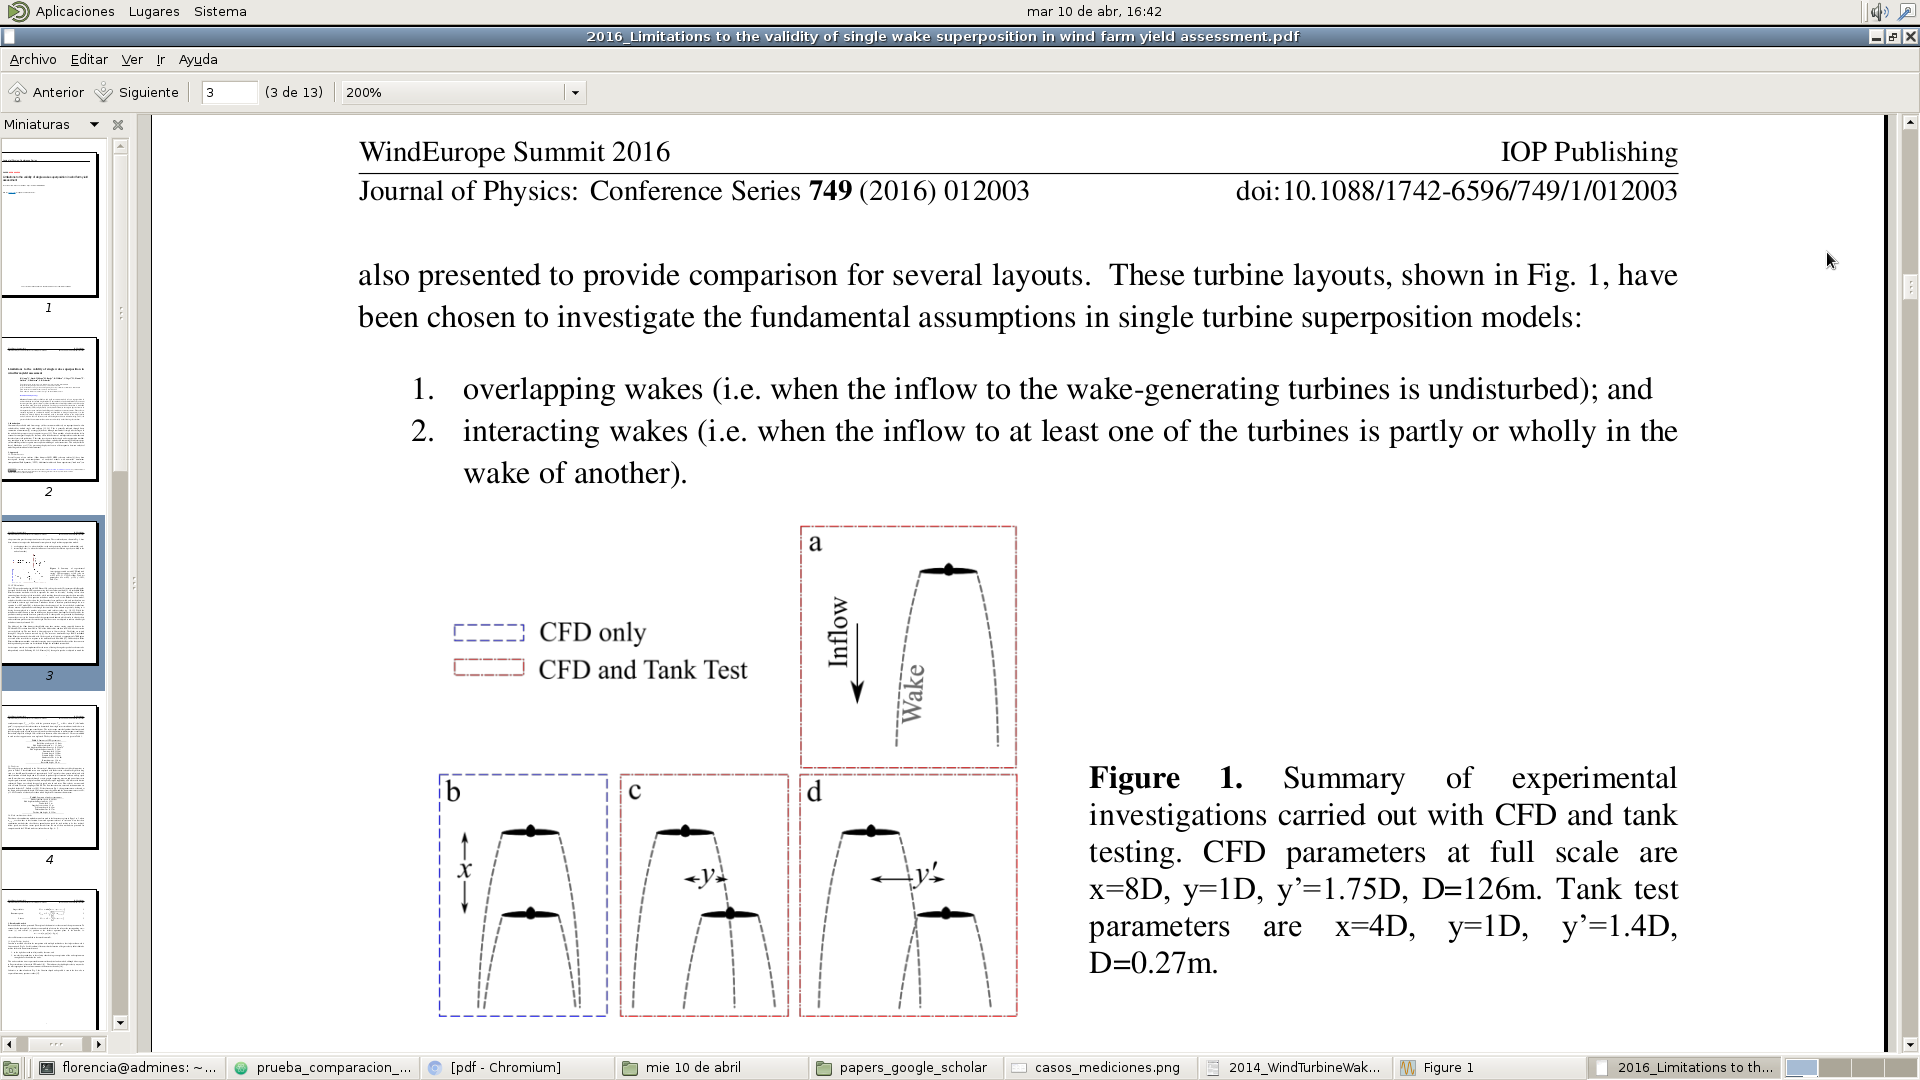 Aplicaciones Lugares Sistema
mar 10 de abr, 16:42
2016_Limitations to the validity of single wake superposition in wind farm yield assessment.pdf
Archivo Editar Ver Ir Ayuda
Anterior Siguiente 3 (3 de 13) 200%
Miniaturas
1
2
3
4
WindEurope Summit 2016 IOP Publishing
Journal of Physics: Conference Series 749 (2016) 012003 doi:10.1088/1742-6596/749/1/012003
also presented to provide comparison for several layouts. These turbine layouts, shown in Fig. 1, have
been chosen to investigate the fundamental assumptions in single turbine superposition models:
1. overlapping wakes (i.e. when the inflow to the wake-generating turbines is undisturbed); and
2. interacting wakes (i.e. when the inflow to at least one of the turbines is partly or wholly in the
wake of another).
CFD only
CFD and Tank Test
a
Inflow
Wake
b
x
c
y
d
y'
Figure 1. Summary of experimental
investigations carried out with CFD and tank
testing. CFD parameters at full scale are
x=8D, y=1D, y'=1.75D, D=126m. Tank test
parameters are x=4D, y=1D, y'=1.4D,
D=0.27m.
florencia@admines: ~...
prueba_comparacion_...
[pdf - Chromium]
mie 10 de abril
papers_google_scholar
casos_mediciones.png
2014_WindTurbineWak...
Figure 1
2016_Limitations to th...